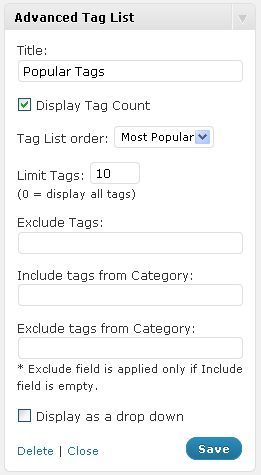 Advanced Tag List
Title:
Popular Tags
Display Tag Count
Tag List order: Most Popular
Limit Tags: 10
(0 = display all tags)
Exclude Tags:
Include tags from Category:
Exclude tags from Category:
* Exclude field is applied only if Include
field is empty.
Display as a drop down
Delete | Close Save